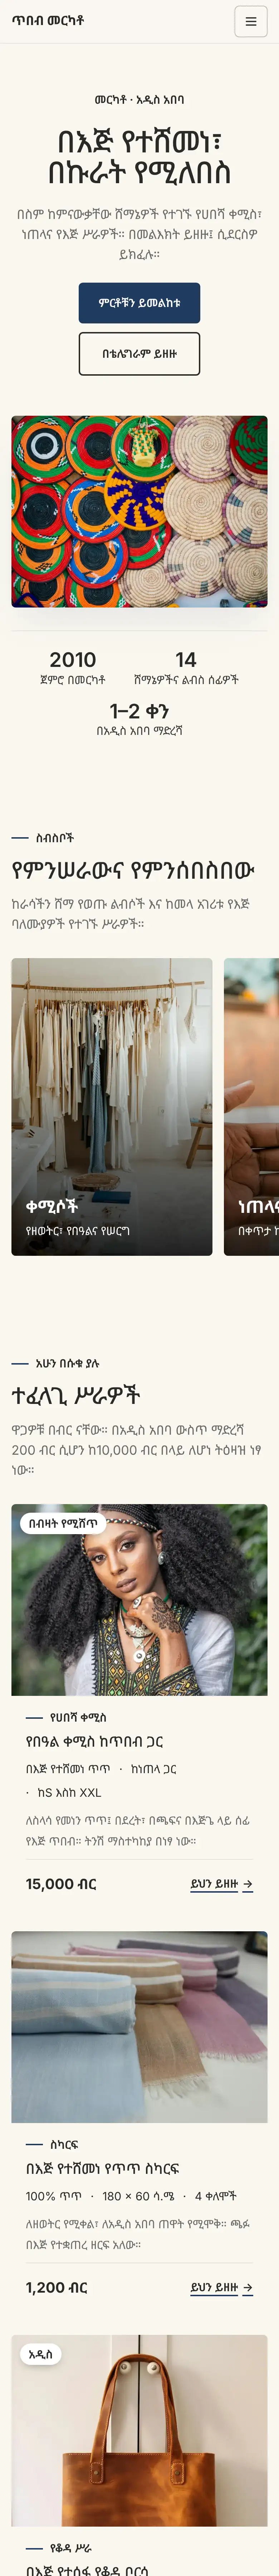 ጥበብ መርካቶ
መርካቶ · አዲስ አበባ
በእጅ የተሸመነ፣
በኩራት የሚለበስ
በስም ከምናውቃቸው ሸማኔዎች የተገኙ የሀበሻ ቀሚስ፣
ነጠላና የእጅ ሥራዎች። በመልእክት ይዘዙ፤ ሲደርስዎ
ይክፈሉ።
ምርቶቹን ይመልከቱ
በቴሌግራም ይዘዙ
2010
ጀምሮ በመርካቶ
14
ሸማኔዎችና ልብስ ሰፊዎች
1–2 ቀን
በአዲስ አበባ ማድረሻ
ስብስቦች
የምንሠራውና የምንሰበስበው
ከራሳችን ሸማ የወጡ ልብሶች እና ከመላ አገሪቱ የእጅ
ባለሙያዎች የተገኙ ሥራዎች።
ቀሚሶች
የዘወትር፣ የበዓልና የሠርግ
ነጠላ
በቀጥታ
አሁን በሱቁ ያሉ
ተፈላጊ ሥራዎች
ዋጋዎቹ በብር ናቸው። በአዲስ አበባ ውስጥ ማድረሻ
200 ብር ሲሆን ከ10,000 ብር በላይ ለሆነ ትዕዛዝ ነፃ
ነው።
በብዛት የሚሸጥ
የሀበሻ ቀሚስ
የበዓል ቀሚስ ከጥበብ ጋር
በእጅ የተሸመነ ጥጥ · ከነጠላ ጋር
· ከS እስከ XXL
ለስላሳ የመነን ጥጥ፤ በደረት፣ በጫፍና በእጅጌ ላይ ሰፊ
የእጅ ጥበብ። ትንሽ ማስተካከያ በነፃ ነው።
15,000 ብር
ይህን ይዘዙ →
ስካርፍ
በእጅ የተሸመነ የጥጥ ስካርፍ
100% ጥጥ · 180 × 60 ሳ.ሜ · 4 ቀለሞች
ለዘወትር የሚቀል፣ ለአዲስ አበባ ጠዋት የሚሞቅ። ጫፉ
በእጅ የተቋጠረ ዘርፍ አለው።
1,200 ብር
ይህን ይዘዙ →
አዲስ
የቆዳ ሥራ
በእጅ የተሰፋ የቆዳ ቦርሳ